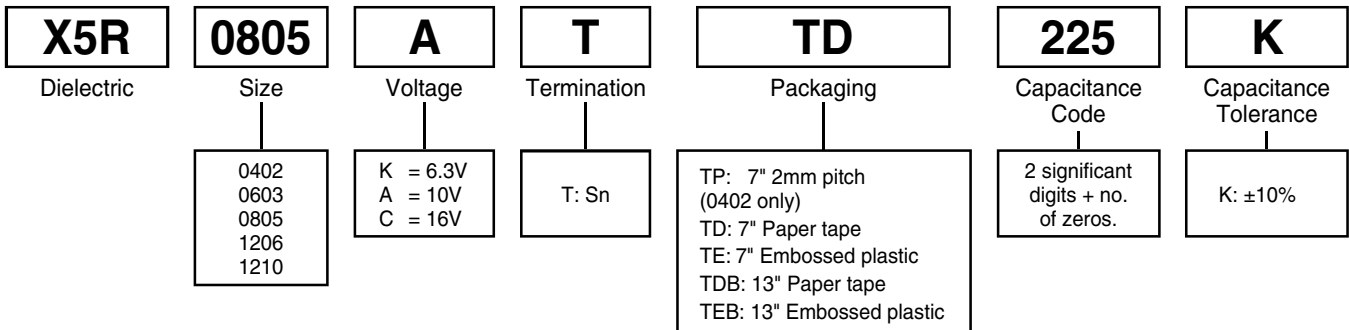 X5R 0805 A T TD 225 K
Dielectric Size Voltage Termination Packaging Capacitance Capacitance
Code Tolerance
0402
0603
0805
1206
1210
K = 6.3V
A = 10V
C = 16V
T: Sn
TP: 7" 2mm pitch
(0402 only)
TD: 7" Paper tape
TE: 7" Embossed plastic
TDB: 13" Paper tape
TEB: 13" Embossed plastic
2 significant
digits + no.
of zeros.
K: ±10%